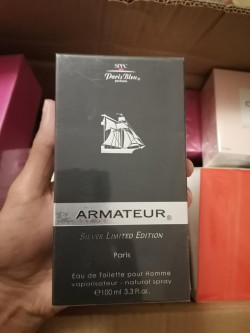 Paris Bleu®
ARMATEUR®
SILVER LIMITED EDITION
Paris
Eau de Toilette pour Homme
vaporisateur - natural spray
e 100 ml 3.3 fl.oz.